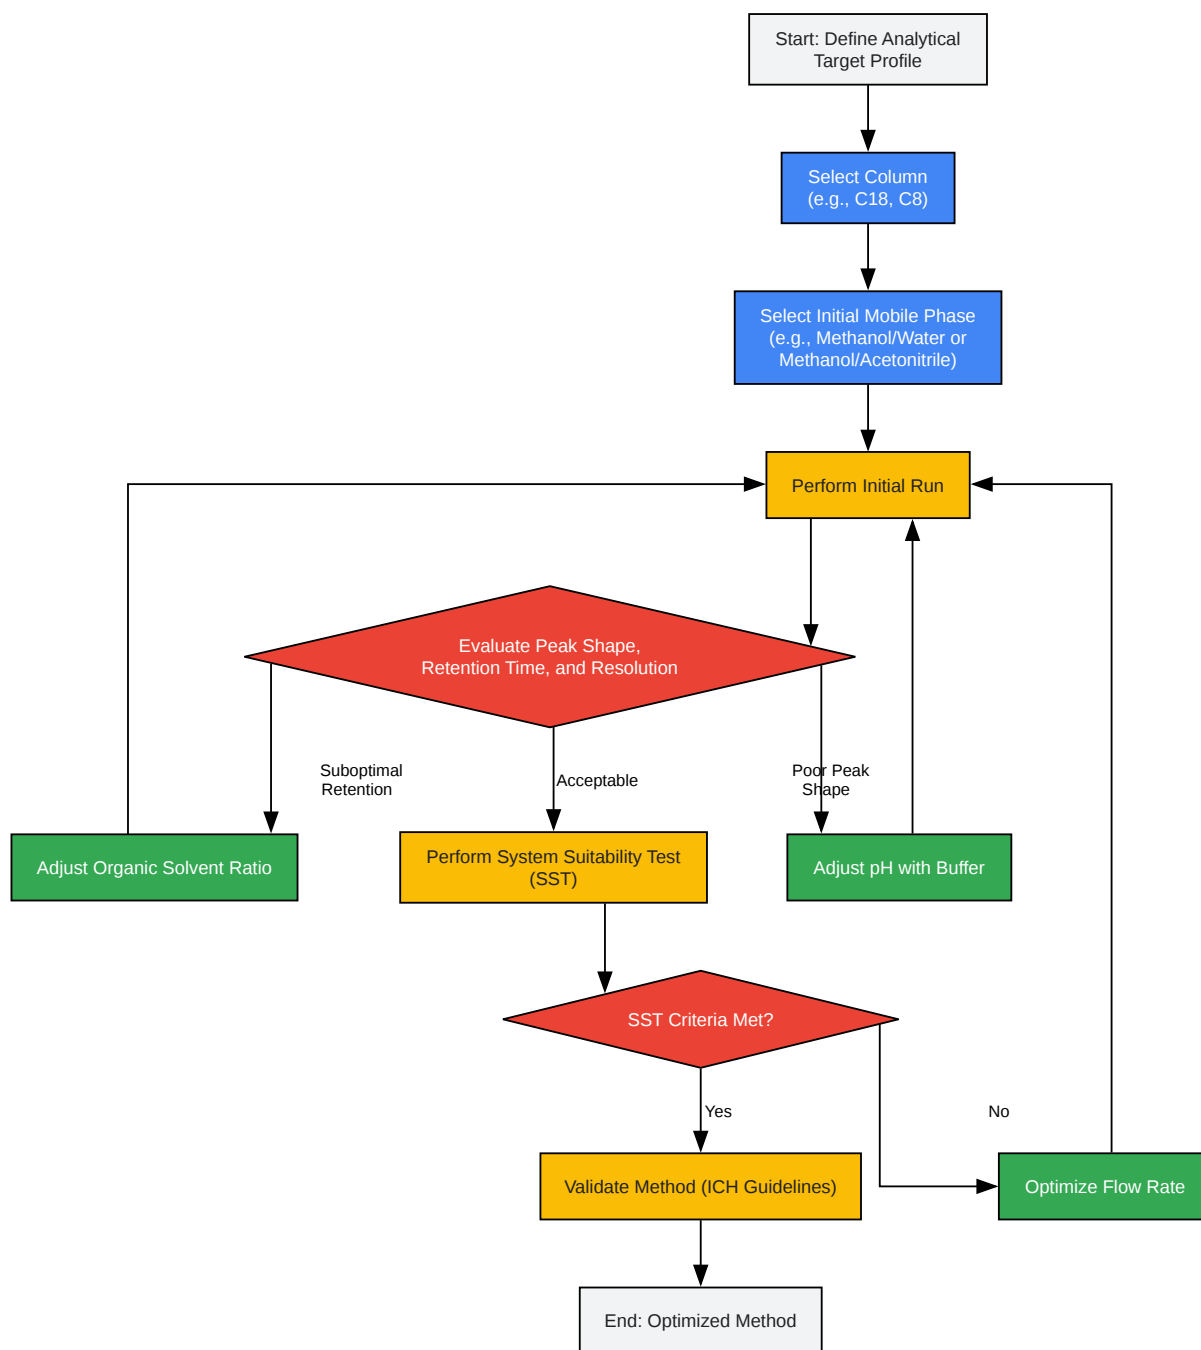 Start: Define Analytical
Target Profile
Select Column
(e.g., C18, C8)
Select Initial Mobile Phase
(e.g., Methanol/Water or
Methanol/Acetonitrile)
Perform Initial Run
Evaluate Peak Shape,
Retention Time, and Resolution
Suboptimal
Retention
Acceptable
Poor Peak
Shape
Adjust Organic Solvent Ratio
Perform System Suitability Test
(SST)
Adjust pH with Buffer
SST Criteria Met?
Yes
No
Validate Method (ICH Guidelines)
Optimize Flow Rate
End: Optimized Method